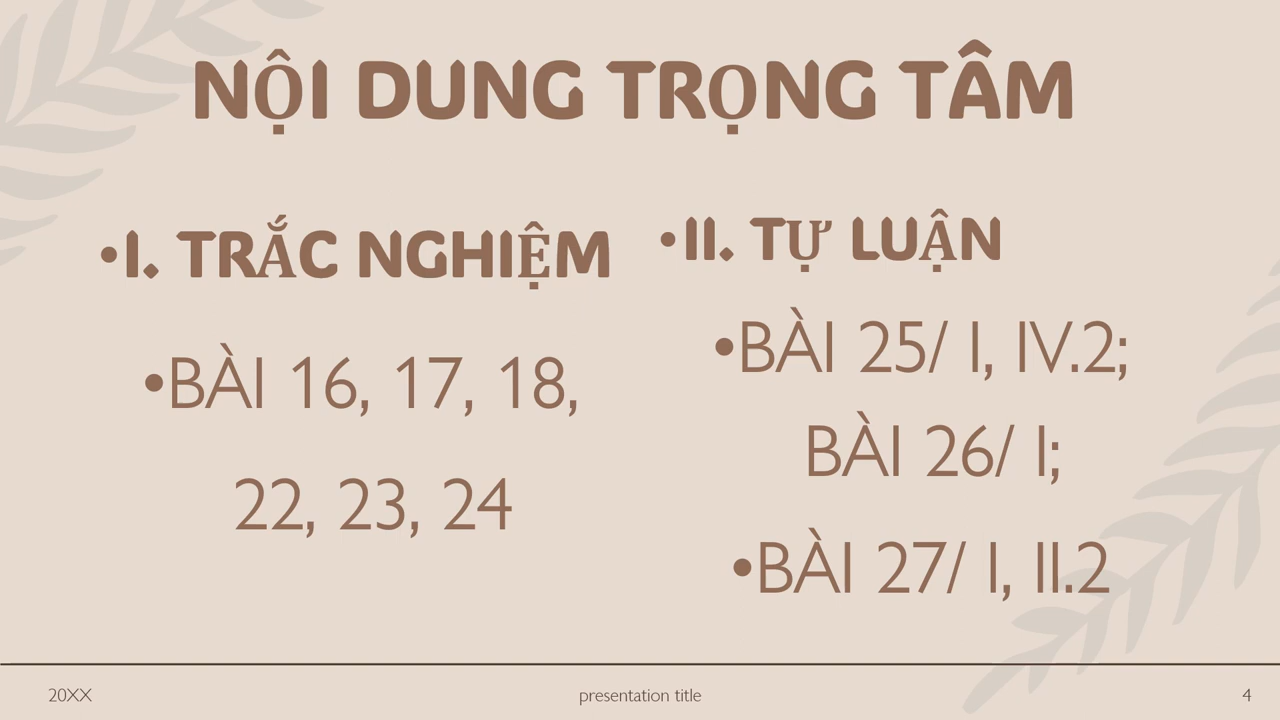 NỘI DUNG TRỌNG TÂM
•I. TRẮC NGHIỆM
•BÀI 16, 17, 18,
22, 23, 24
•II. TỰ LUẬN
•BÀI 25/ I, IV.2;
BÀI 26/ I;
•BÀI 27/ I, II.2
20XX
presentation title
4